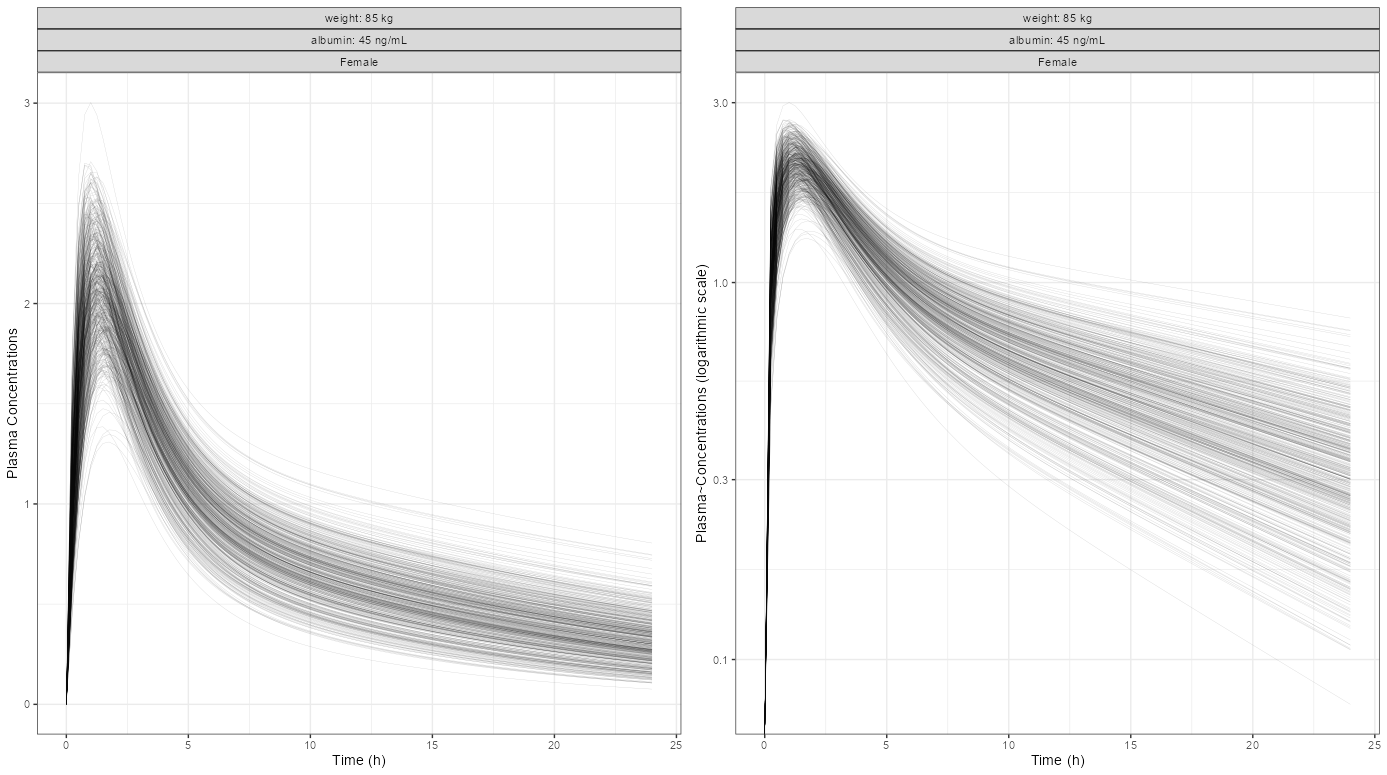 weight: 85 kg
albumin: 45 ng/mL
Female
3
2
1
0
Plasma Concentrations
0 5 10 15 20 25
Time (h)
weight: 85 kg
albumin: 45 ng/mL
Female
3.0
1.0
0.3
0.1
Plasma~Concentrations (logarithmic scale)
0 5 10 15 20 25
Time (h)